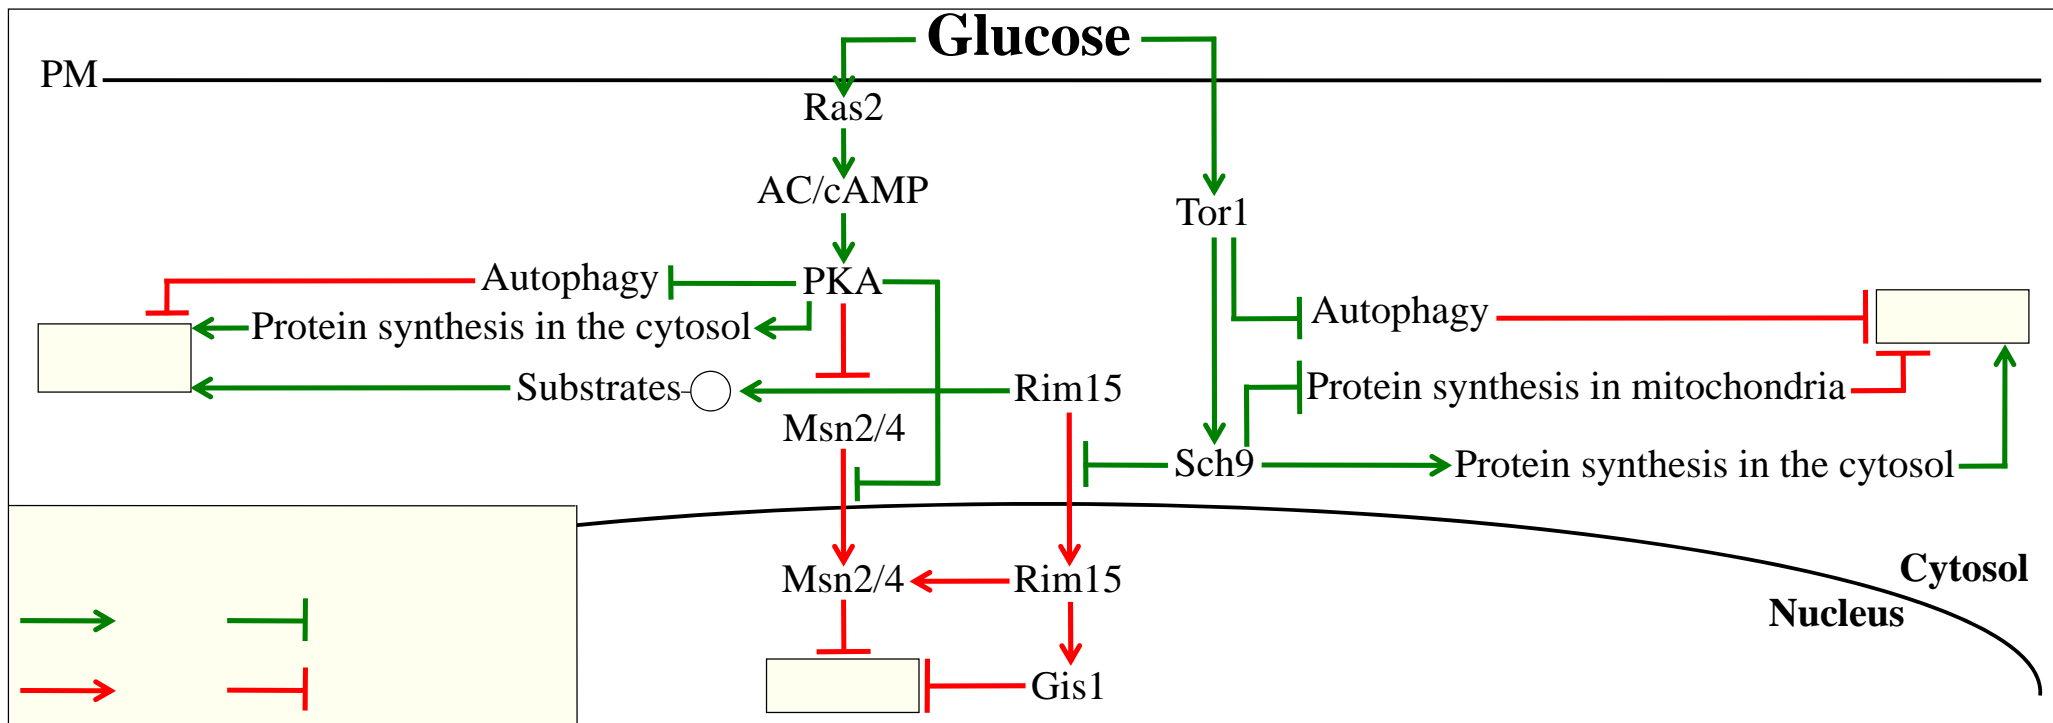 Glucose
PM
Ras2
AC/cAMP
Tor1
Autophagy
PKA
Autophagy
Protein synthesis in the cytosol
Substrates
Rim15
Protein synthesis in mitochondria
Msn2/4
Sch9
Protein synthesis in the cytosol
Msn2/4
Rim15
Cytosol
Nucleus
Gis1